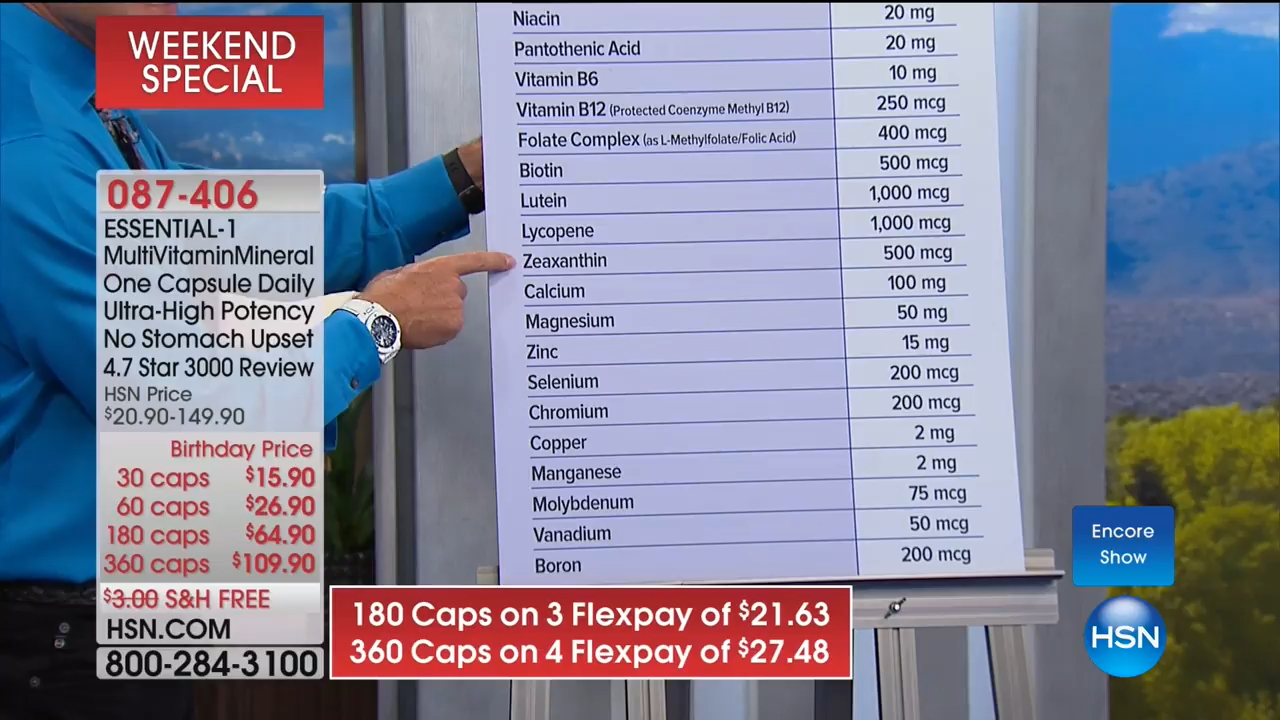 WEEKEND
SPECIAL
087-406
ESSENTIAL-1
MultiVitaminMineral
One Capsule Daily
Ultra-High Potency
No Stomach Upset
4.7 Star 3000 Review
HSN Price
$20.90-149.90
Birthday Price
30 caps $15.90
60 caps $26.90
180 caps $64.90
360 caps $109.90
$3.00 S&H FREE
HSN.COM
800-284-3100
Niacin 20 mg
Pantothenic Acid 20 mg
Vitamin B6 10 mg
Vitamin B12 (Protected Coenzyme Methyl B12) 250 mcg
Folate Complex (as L-Methylfolate/Folic Acid) 400 mcg
Biotin 500 mcg
Lutein 1,000 mcg
Lycopene 1,000 mcg
Zeaxanthin 500 mcg
Calcium 100 mg
Magnesium 50 mg
Zinc 15 mg
Selenium 200 mcg
Chromium 200 mcg
Copper 2 mg
Manganese 2 mg
Molybdenum 75 mcg
Vanadium 50 mcg
Boron 200 mcg
180 Caps on 3 Flexpay of $21.63
360 Caps on 4 Flexpay of $27.48
Encore
Show
HSN